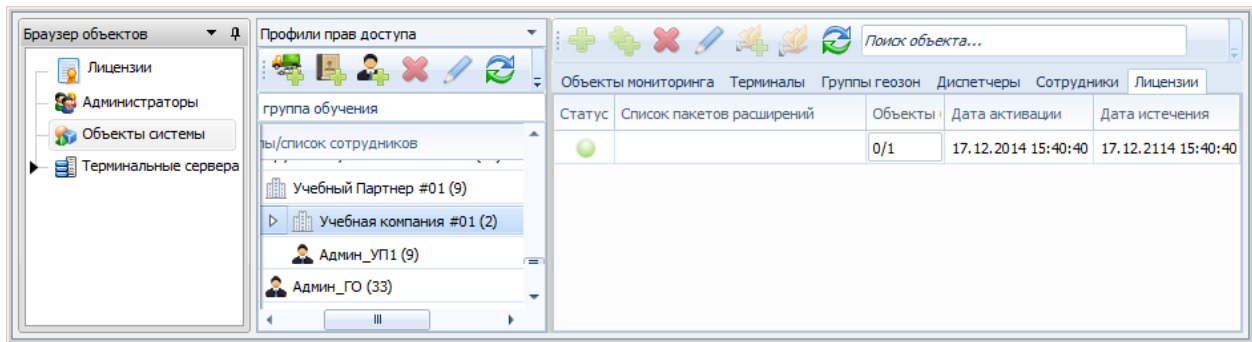 Браузер объектов
Лицензии
Администраторы
Объекты системы
Терминальные сервера
Профили прав доступа
группа обучения
ы/список сотрудников
Учебный Партнер #01 (9)
Учебная компания #01 (2)
Админ_УП1 (9)
Админ_ГО (33)
Поиск объекта...
Объекты мониторинга Терминалы Группы геозон Диспетчеры Сотрудники Лицензии
Статус Список пакетов расширений Объекты Дата активации Дата истечения
0/1 17.12.2014 15:40:40 17.12.2114 15:40:40